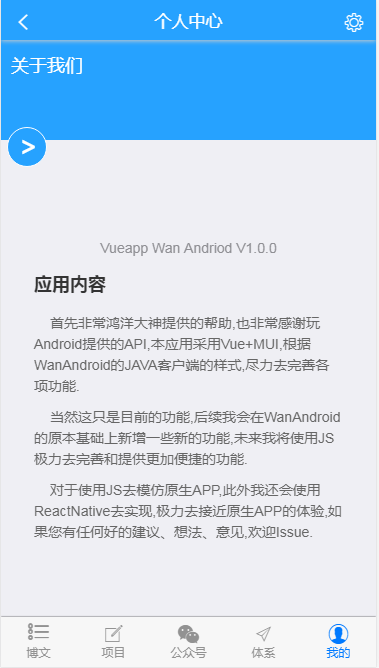 个人中心
关于我们
>
Vueapp Wan Andriod V1.0.0
应用内容
首先非常鸿洋大神提供的帮助,也非常感谢玩
Android提供的API,本应用采用Vue+MUI,根据
WanAndroid的JAVA客户端的样式,尽力去完善各
项功能.
当然这只是目前的功能,后续我会在WanAndroid
的原本基础上新增一些新的功能,未来我将使用JS
极力去完善和提供更加便捷的功能.
对于使用JS去模仿原生APP,此外我还会使用
ReactNative去实现,极力去接近原生APP的体验,如
果您有任何好的建议、想法、意见,欢迎Issue.
博文 项目 公众号 体系 我的